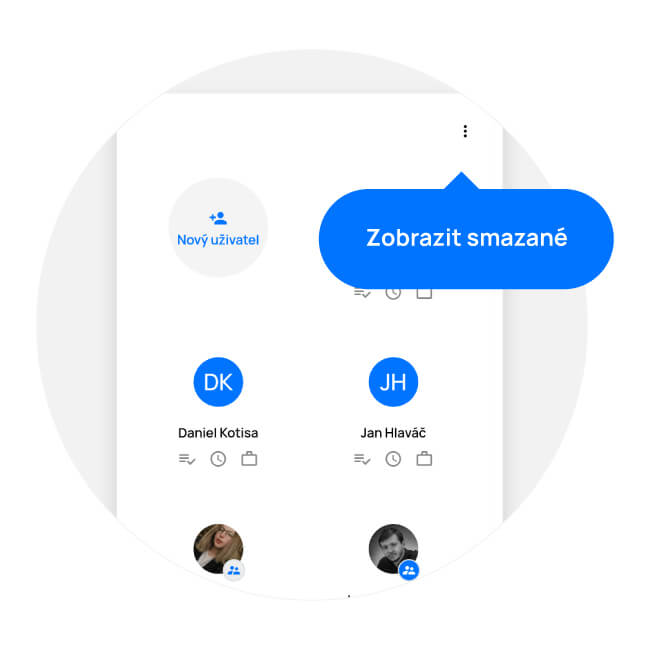 Nový uživatel
Zobrazit smazané
DK
JH
Daniel Kotisa
Jan Hlaváč